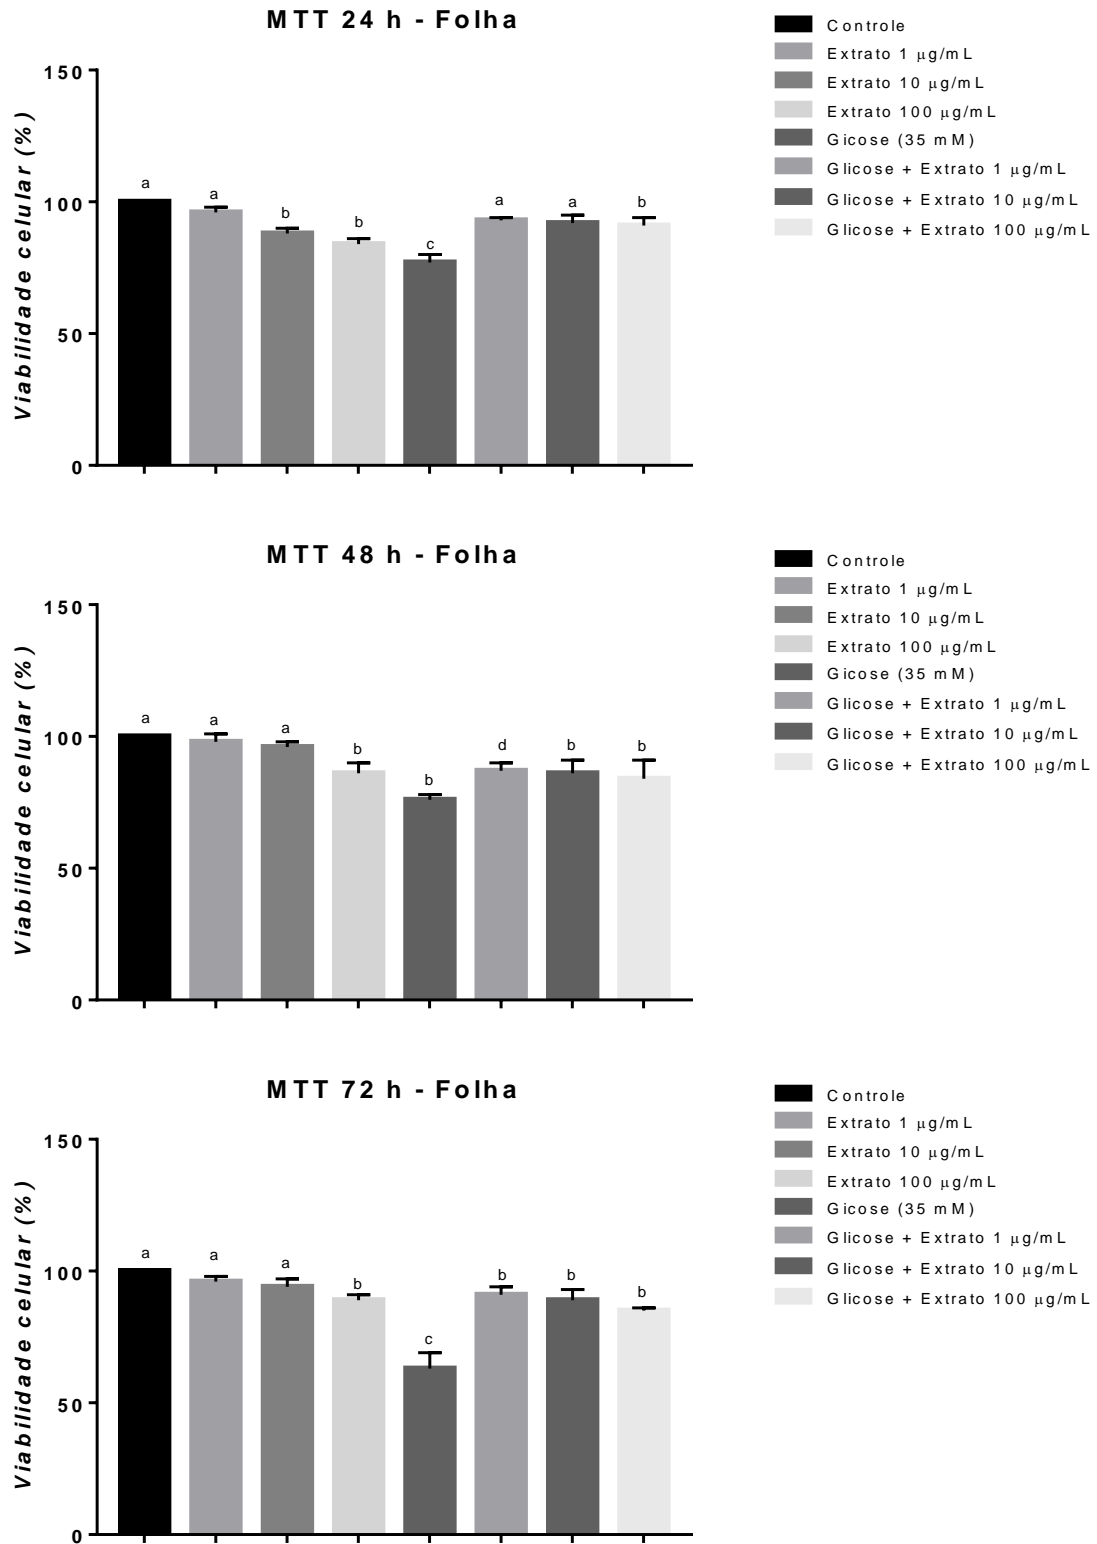 MTT 24 h - Folha
Viabilidade celular (%)
150
100
50
0
a
a
b
b
c
a
a
b
Controle
Extrato 1 μg/mL
Extrato 10 μg/mL
Extrato 100 μg/mL
Gicose (35 mM)
Glicose + Extrato 1 μg/mL
Glicose + Extrato 10 μg/mL
Glicose + Extrato 100 μg/mL
MTT 48 h - Folha
Viabilidade celular (%)
150
100
50
0
a
a
a
b
b
d
b
b
Controle
Extrato 1 μg/mL
Extrato 10 μg/mL
Extrato 100 μg/mL
Gicose (35 mM)
Glicose + Extrato 1 μg/mL
Glicose + Extrato 10 μg/mL
Glicose + Extrato 100 μg/mL
MTT 72 h - Folha
Viabilidade celular (%)
150
100
50
0
a
a
a
b
c
b
b
b
Controle
Extrato 1 μg/mL
Extrato 10 μg/mL
Extrato 100 μg/mL
Gicose (35 mM)
Glicose + Extrato 1 μg/mL
Glicose + Extrato 10 μg/mL
Glicose + Extrato 100 μg/mL